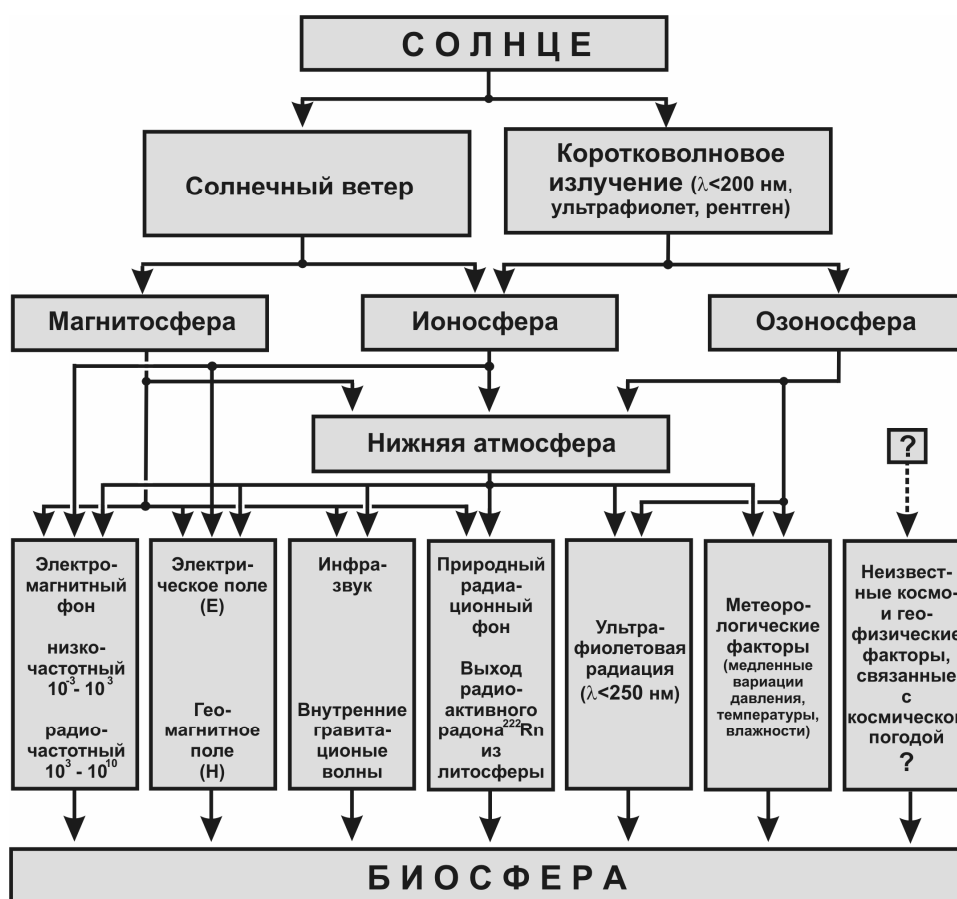 СОЛНЦЕ
Солнечный ветер
Коротковолновое
излучение (λ<200 нм,
ультрафиолет, рентген)
Магнитосфера
Ионосфера
Озоносфера
Нижняя атмосфера
?
Электро-
магнитный
фон
низко-
частотный
10⁻³ - 10³
радио-
частотный
10³ - 10¹⁰
Электри-
ческое поле
(Е)
Гео-
магнитное
поле
(Н)
Инфра-
звук
Внутренние
гравита-
ционые
волны
Природный
радиа-
ционный
фон
Выход
радио-
активного
радона²²²Rn
из
литосферы
Ультра-
фиолетовая
радиация
(λ<250 нм)
Метеоро-
логические
факторы
(медленные
вариации
давления,
температуры,
влажности)
Неизвест-
ные космо-
и гео-
физические
факторы,
связанные
с
космической
погодой
?
БИОСФЕРА